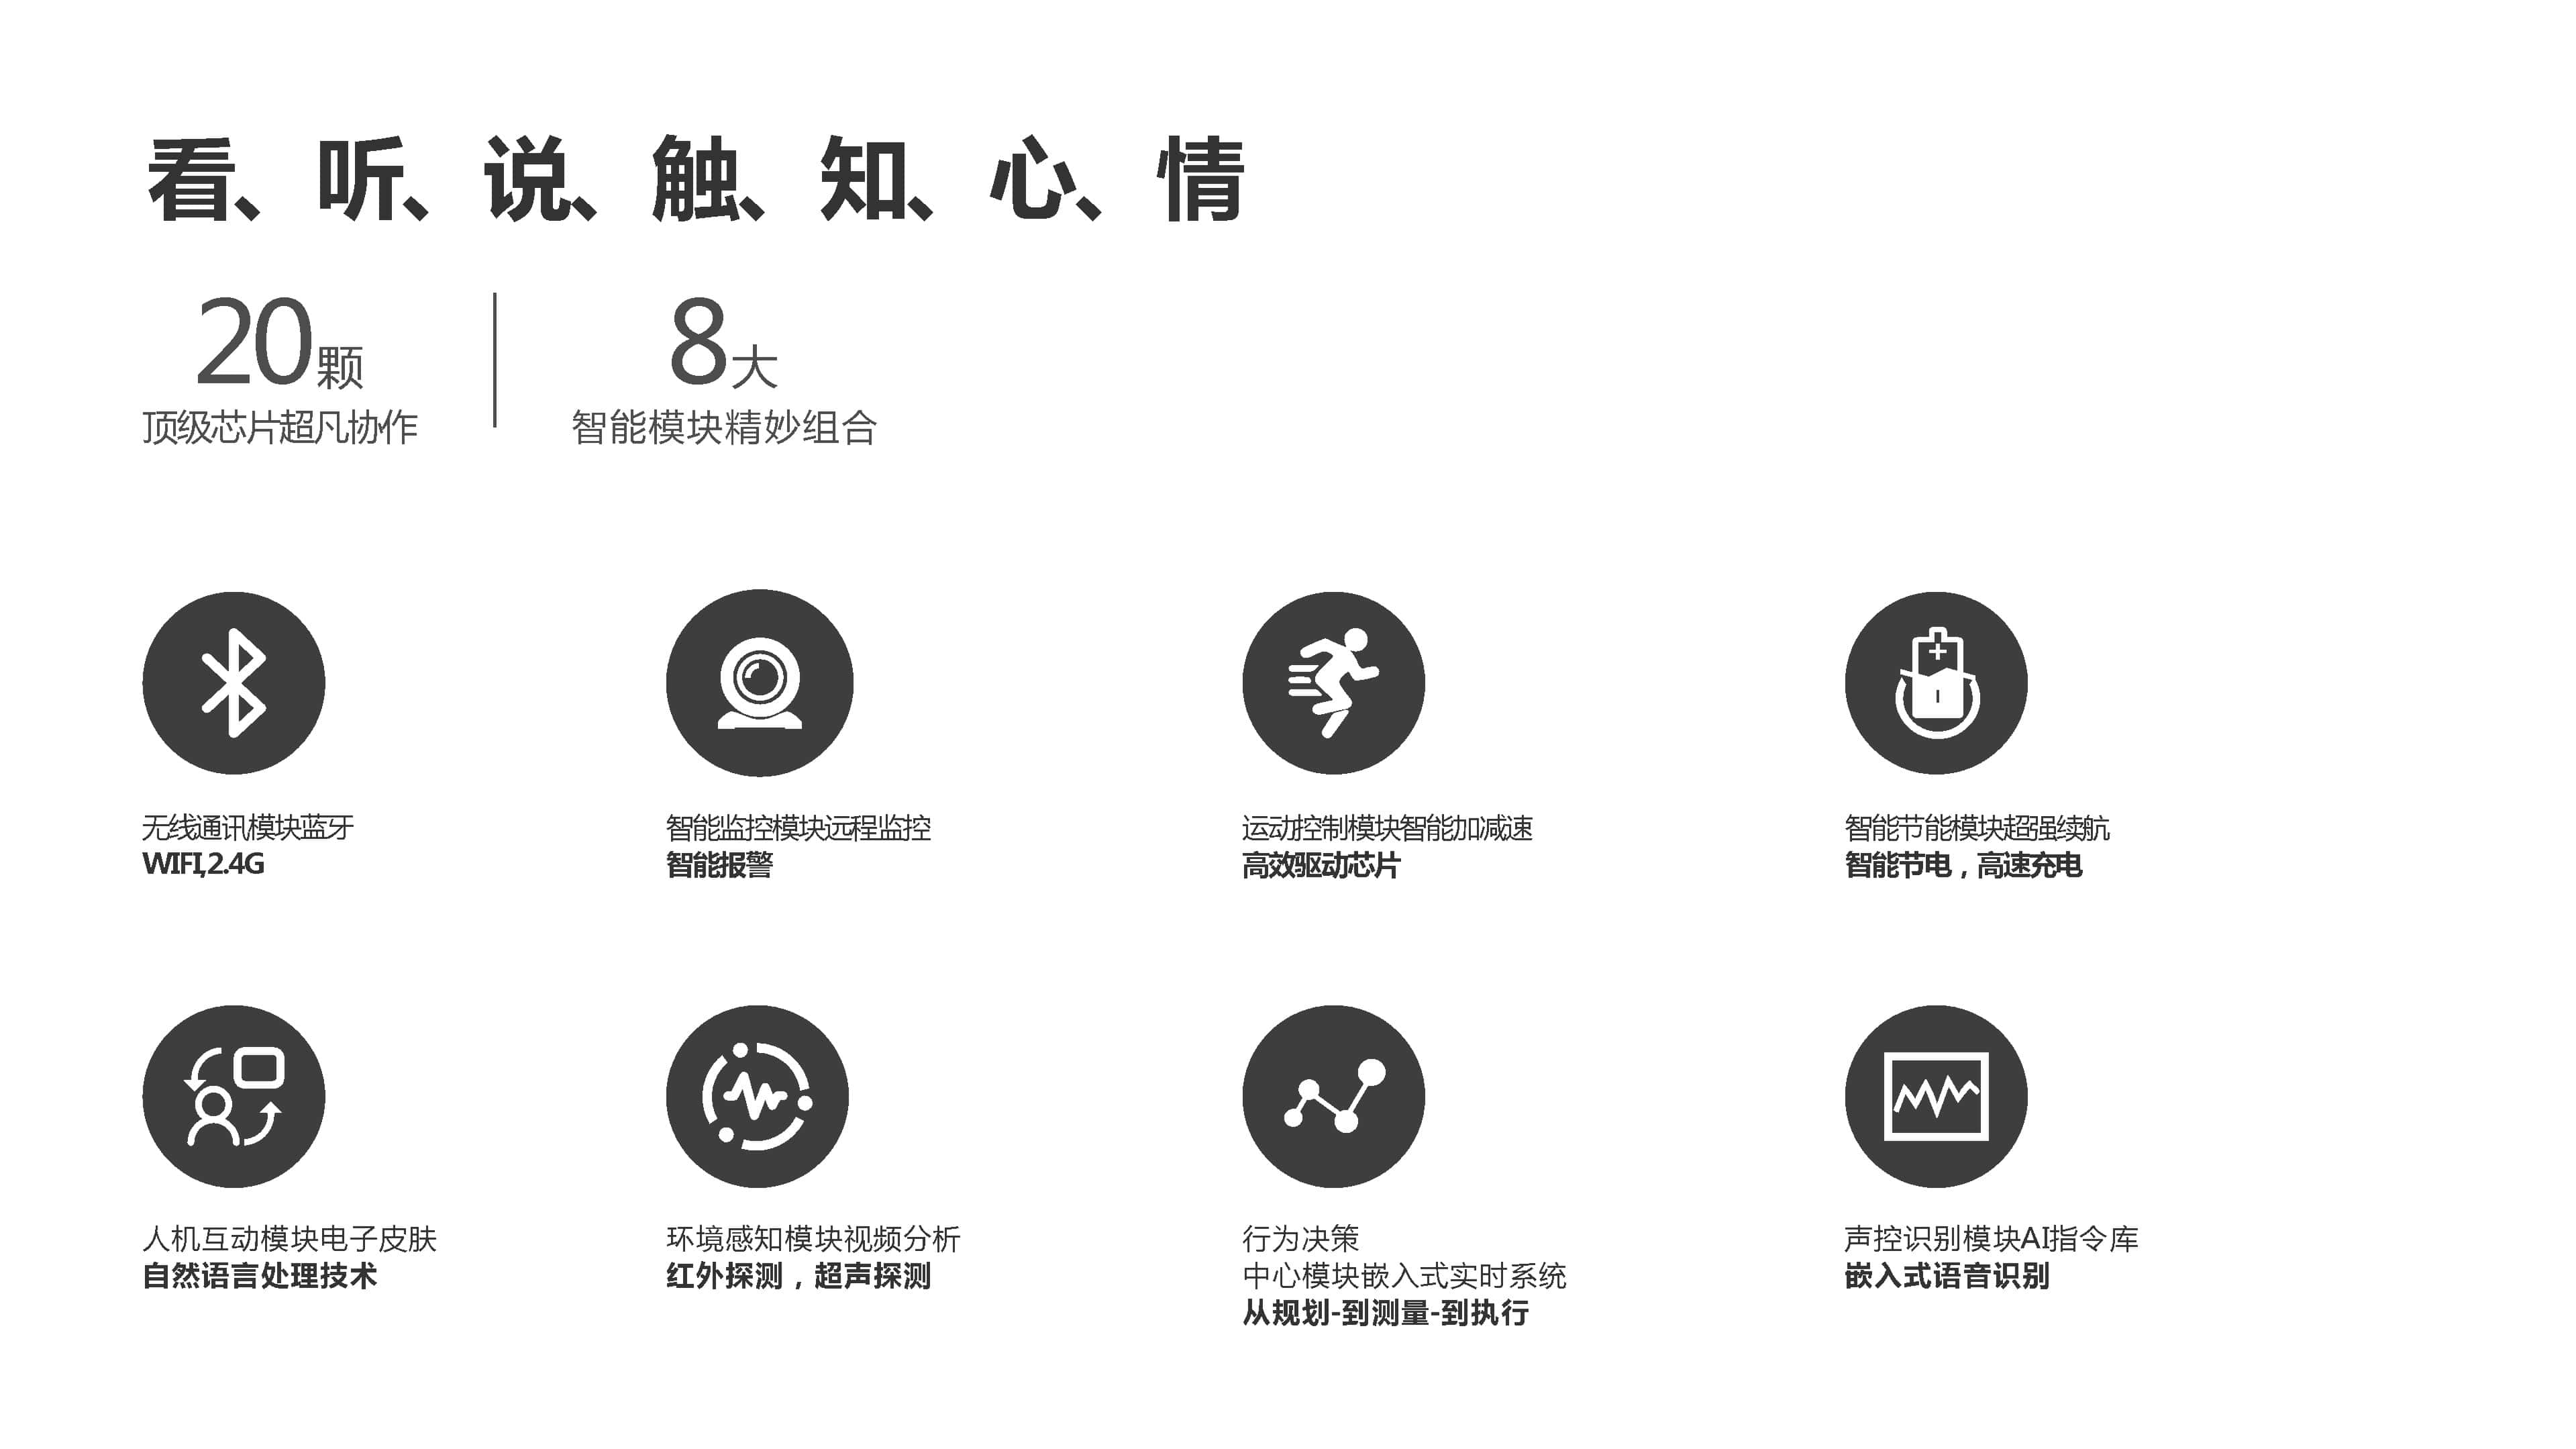 看、听、说、触、知、心、情
20颗
顶级芯片超凡协作
8大
智能模块精妙组合
无线通讯模块蓝牙
WIFI,2.4G
智能监控模块远程监控
智能报警
运动控制模块智能加减速
高效驱动芯片
智能节能模块超强续航
智能节电，高速充电
人机互动模块电子皮肤
自然语言处理技术
环境感知模块视频分析
红外探测，超声探测
行为决策
中心模块嵌入式实时系统
从规划-到测量-到执行
声控识别模块AI指令库
嵌入式语音识别